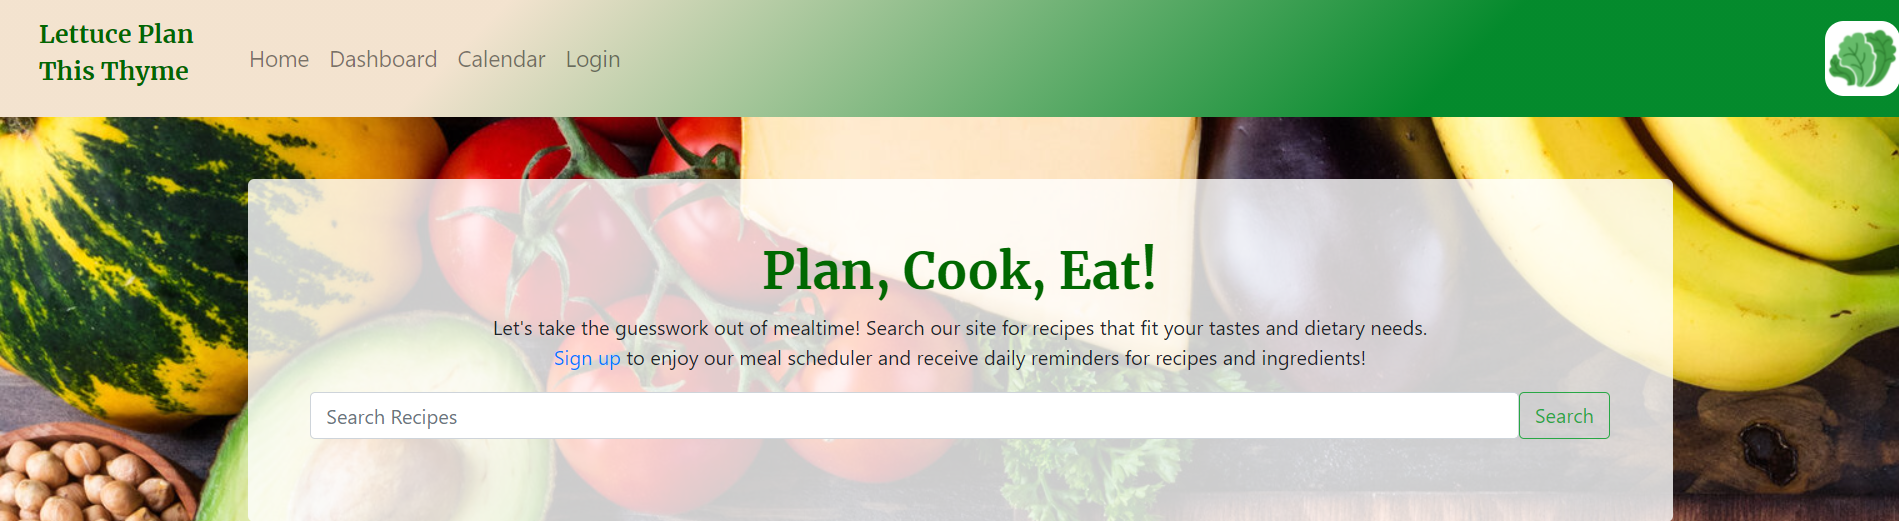 Lettuce Plan
This Thyme
Home Dashboard Calendar Login
Plan, Cook, Eat!
Let's take the guesswork out of mealtime! Search our site for recipes that fit your tastes and dietary needs.
Sign up to enjoy our meal scheduler and receive daily reminders for recipes and ingredients!
Search Recipes Search